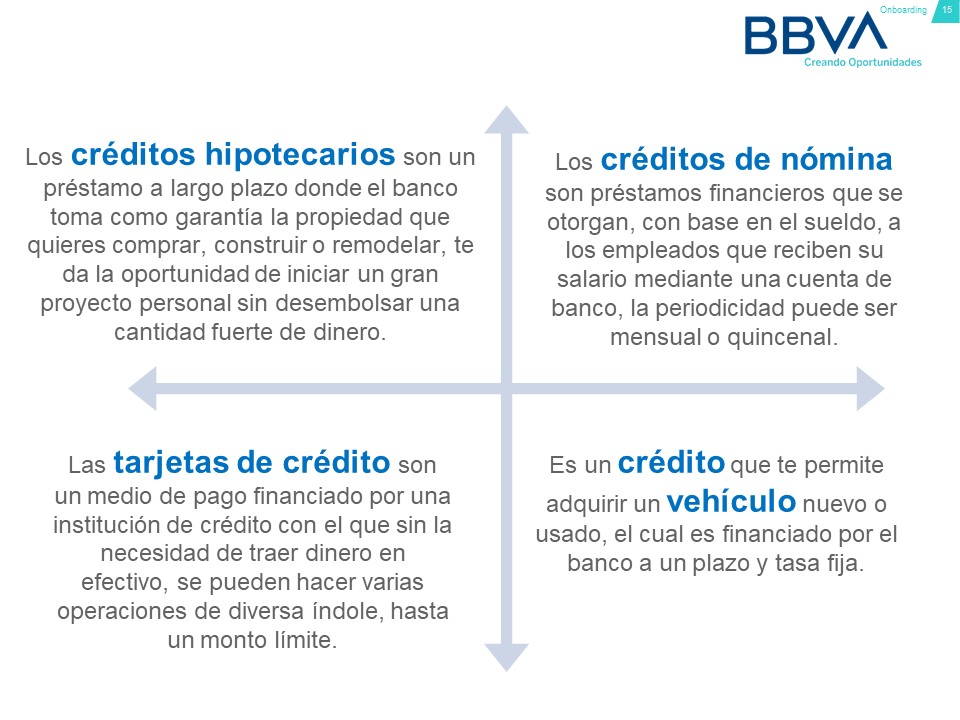 Onboarding 15
BBVA
Creando Oportunidades
Los créditos hipotecarios son un
préstamo a largo plazo donde el banco
toma como garantía la propiedad que
quieres comprar, construir o remodelar, te
da la oportunidad de iniciar un gran
proyecto personal sin desembolsar una
cantidad fuerte de dinero.
Los créditos de nómina
son préstamos financieros que se
otorgan, con base en el sueldo, a
los empleados que reciben su
salario mediante una cuenta de
banco, la periodicidad puede ser
mensual o quincenal.
Las tarjetas de crédito son
un medio de pago financiado por una
institución de crédito con el que sin la
necesidad de traer dinero en
efectivo, se pueden hacer varias
operaciones de diversa índole, hasta
un monto límite.
Es un crédito que te permite
adquirir un vehículo nuevo o
usado, el cual es financiado por el
banco a un plazo y tasa fija.